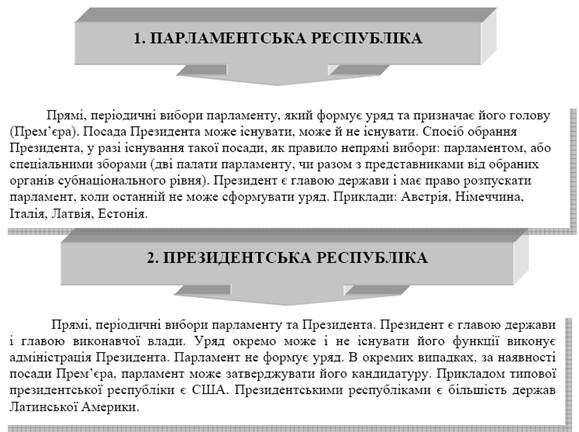 1. ПАРЛАМЕНТСЬКА РЕСПУБЛІКА
Прямі, періодичні вибори парламенту, який формує уряд та призначає його голову
(Прем’єра). Посада Президента може існувати, може й не існувати. Спосіб обрання
Президента, у разі існування такої посади, як правило непрямі вибори: парламентом, або
спеціальними зборами (дві палати парламенту, чи разом з представниками від обраних
органів субнаціонального рівня). Президент є главою держави і має право розпускати
парламент, коли останній не може сформувати уряд. Приклади: Австрія, Німеччина,
Італія, Латвія, Естонія.
2. ПРЕЗИДЕНТСЬКА РЕСПУБЛІКА
Прямі, періодичні вибори парламенту та Президента. Президент є главою держави
і главою виконавчої влади. Уряд окремо може і не існувати його функції виконує
адміністрація Президента. Парламент не формує уряд. В окремих випадках, за наявності
посади Прем’єра, парламент може затверджувати його кандидатуру. Прикладом типової
президентської республіки є США. Президентськими республіками є більшість держав
Латинської Америки.